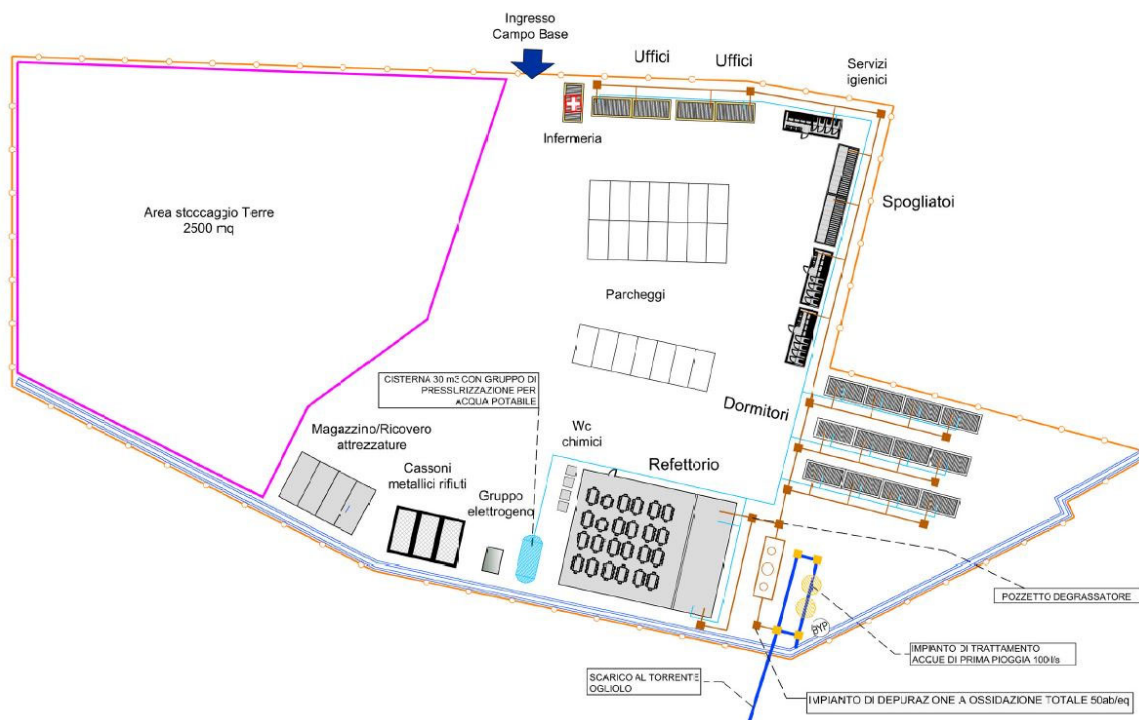 Ingresso
Campo Base
Uffici
Uffici
Servizi
igienici
Infermeria
Area stoccaggio Terre
2500 mq
Spogliatoi
Parcheggi
CISTERNA 30 m3 CON GRUPPO DI
PRESSURIZZAZIONE PER
ACQUA POTABILE
Dormitori
Magazzino/Ricovero
attrezzature
Wc
chimici
Refettorio
Cassoni
metallici rifiuti
Gruppo
elettrogeno
POZZETTO DEGRASSATORE
BYP
IMPIANTO DI TRATTAMENTO
ACQUE DI PRIMA PIOGGIA 100l/s
SCARICO AL TORRENTE
OGLIOLO
IMPIANTO DI DEPURAZIONE A OSSIDAZIONE TOTALE 50ab/eq